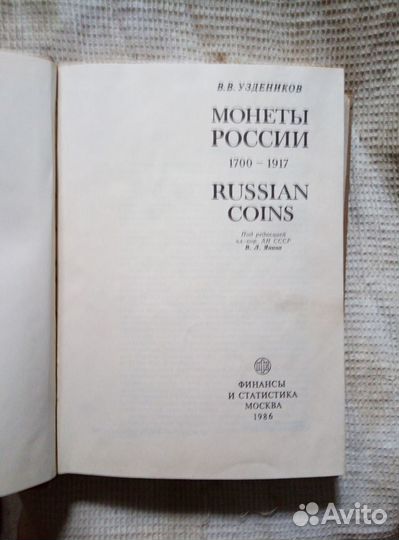 В.В. УЗДЕНИКОВ
МОНЕТЫ
РОССИИ
1700 – 1917
RUSSIAN
COINS
Под редакцией
чл.-кор. АН СССР
В. Л. Янина
ФИНАНСЫ
И СТАТИСТИКА
МОСКВА
1986
Avito